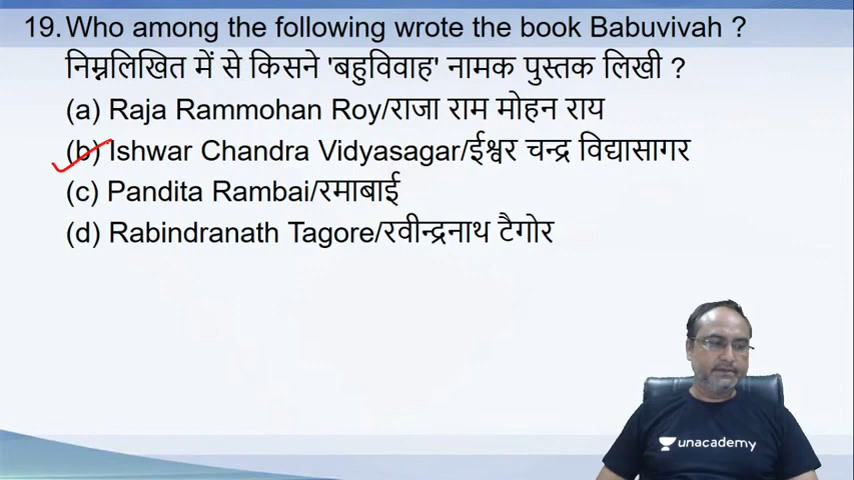 19. Who among the following wrote the book Babuvivah ?
निम्नलिखित में से किसने 'बहुविवाह' नामक पुस्तक लिखी ?
(a) Raja Rammohan Roy/राजा राम मोहन राय
(b) Ishwar Chandra Vidyasagar/ईश्वर चन्द्र विद्यासागर
(c) Pandita Rambai/रमाबाई
(d) Rabindranath Tagore/रवीन्द्रनाथ टैगोर
unacademy